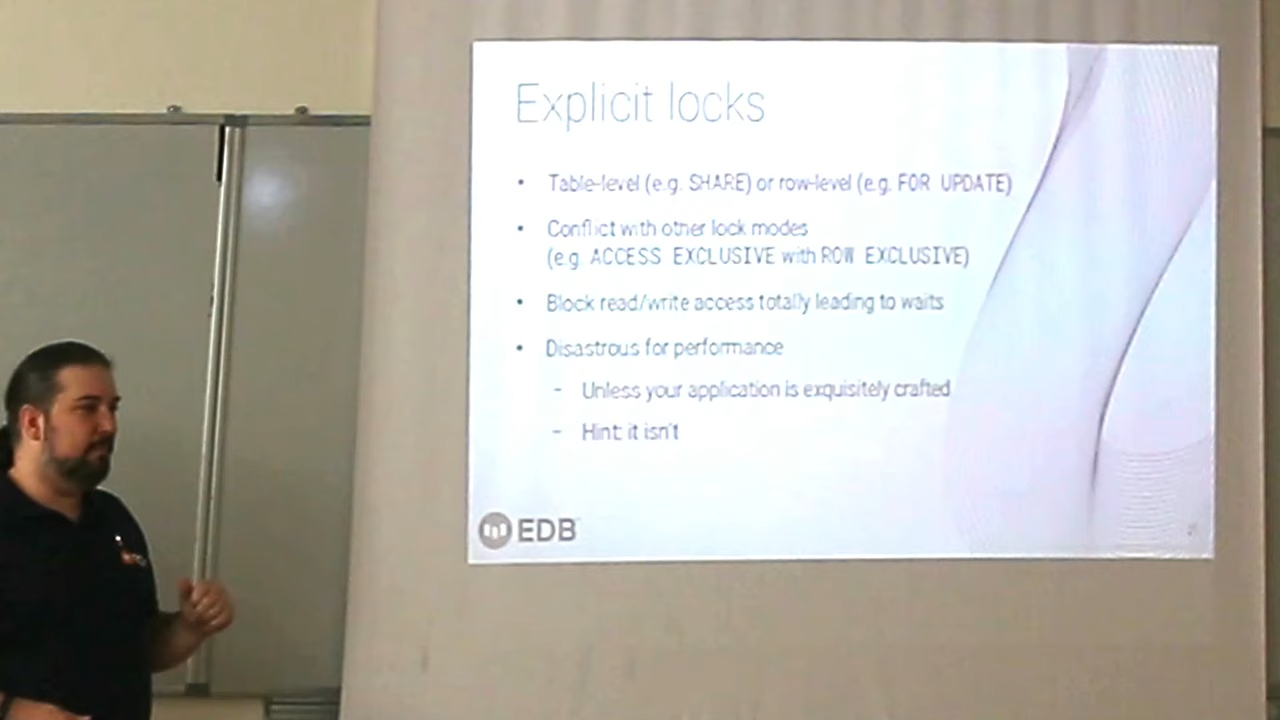 Explicit locks
• Table-level (e.g. SHARE) or row-level (e.g. FOR UPDATE)
• Conflict with other lock modes
(e.g. ACCESS EXCLUSIVE with ROW EXCLUSIVE)
• Block read/write access totally leading to waits
• Disastrous for performance
– Unless your application is exquisitely crafted
– Hint: it isn't
EDB